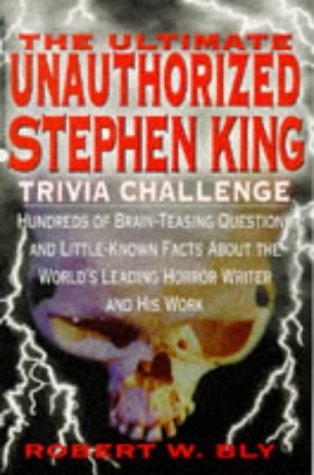 THE ULTIMATE
UNAUTHORIZED
STEPHEN KING
TRIVIA CHALLENGE
HUNDREDS OF BRAIN-TEASING QUESTIONS
AND LITTLE-KNOWN FACTS ABOUT THE
WORLD'S LEADING HORROR WRITER
AND HIS WORK
ROBERT W. BLY